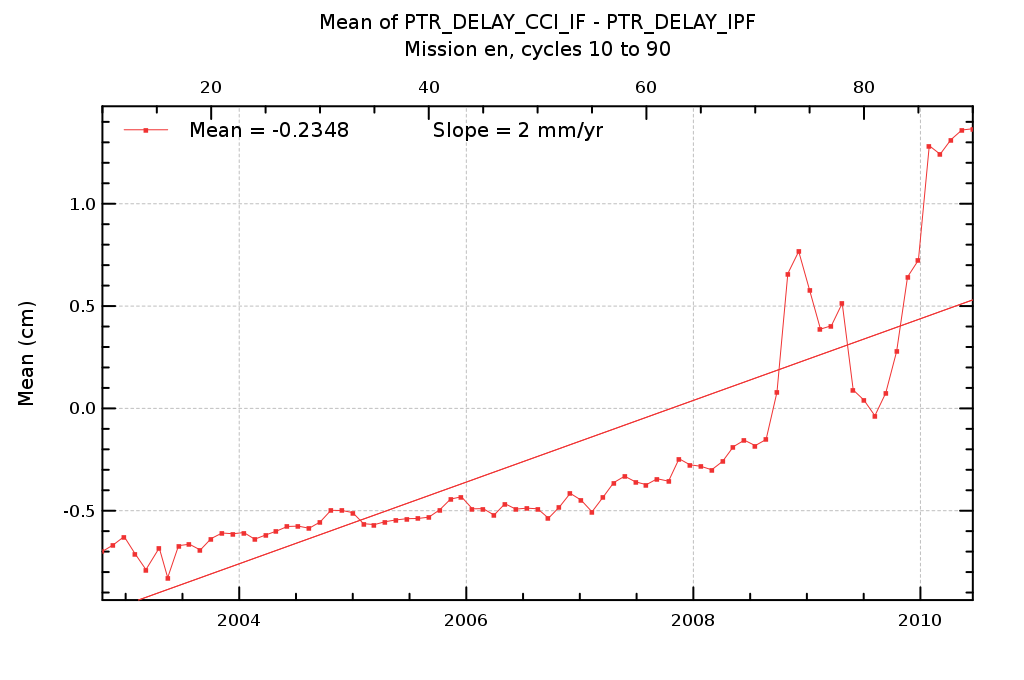 Mean of PTR_DELAY_CCI_IF - PTR_DELAY_IPF
Mission en, cycles 10 to 90
20 40 60 80
Mean = -0.2348 Slope = 2 mm/yr
1.0
0.5
0.0
-0.5
Mean (cm)
2004 2006 2008 2010